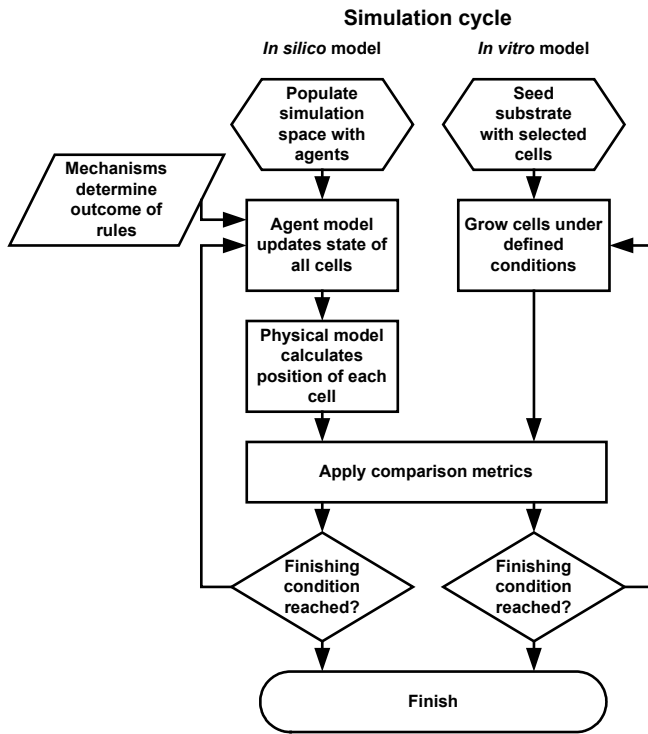 Simulation cycle
In silico model
In vitro model
Populate
simulation
space with
agents
Seed
substrate
with selected
cells
Mechanisms
determine
outcome of
rules
Agent model
updates state of
all cells
Grow cells under
defined
conditions
Physical model
calculates
position of each
cell
Apply comparison metrics
Finishing
condition
reached?
Finishing
condition
reached?
Finish